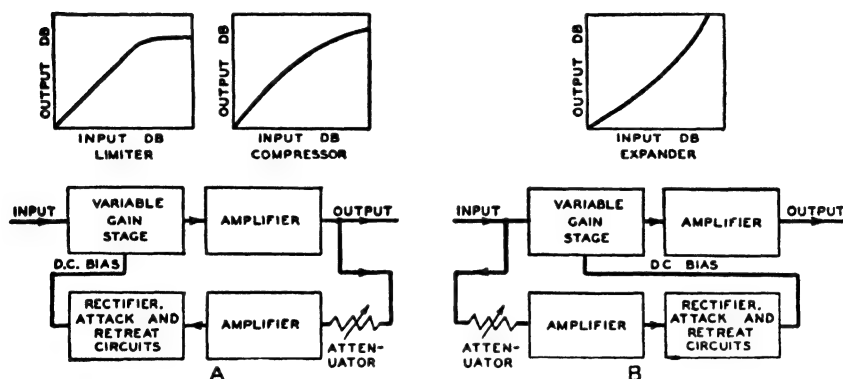 OUTPUT DB
INPUT DB
LIMITER
OUTPUT DB
INPUT DB
COMPRESSOR
OUTPUT DB
INPUT DB
EXPANDER
INPUT
VARIABLE
GAIN
STAGE
AMPLIFIER
OUTPUT
D.C. BIAS
RECTIFIER,
ATTACK AND
RETREAT
CIRCUITS
AMPLIFIER
ATTEN-
UATOR
A
INPUT
VARIABLE
GAIN
STAGE
AMPLIFIER
OUTPUT
DC BIAS
ATTEN-
UATOR
AMPLIFIER
RECTIFIER,
ATTACK AND
RETREAT
CIRCUITS
B